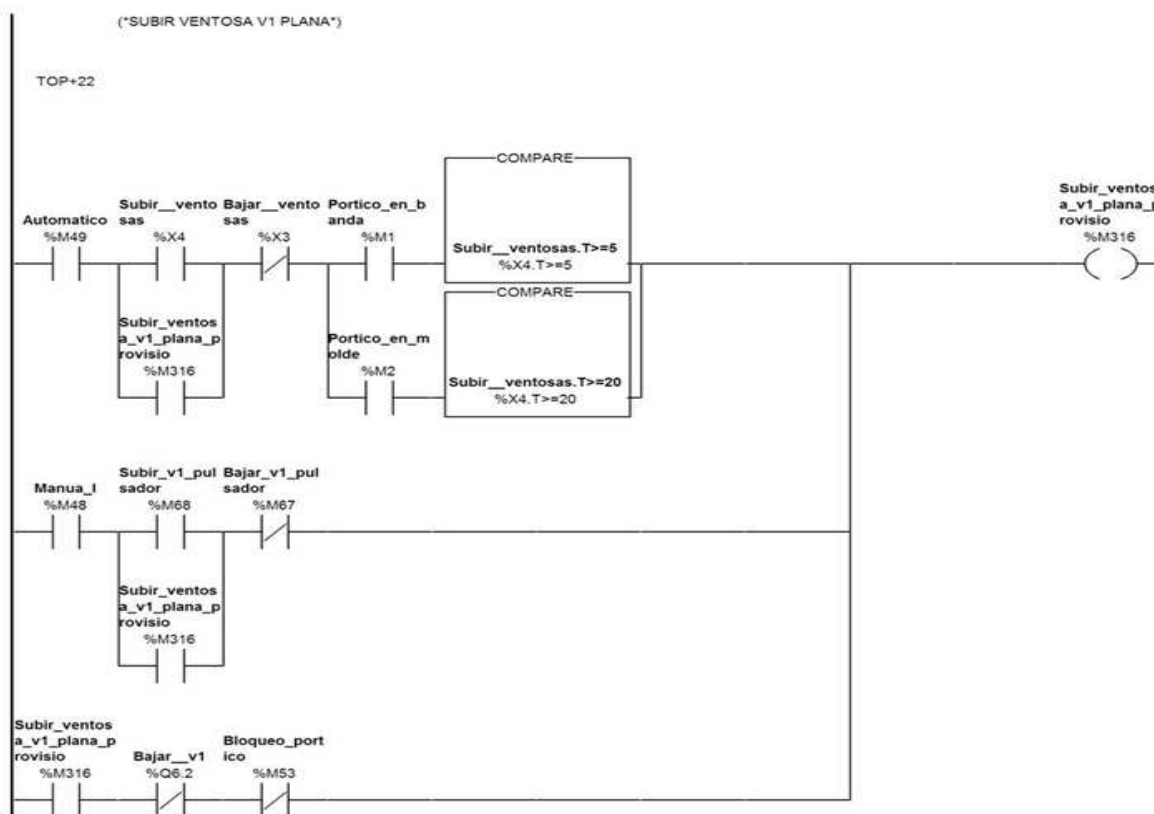 (*SUBIR VENTOSA V1 PLANA*)
TOP+22
COMPARE
Subir_ventos
a_v1_plana_p
rovisio
%M316
Automatico
%M49
Subir__vento
sas
%X4
Bajar__vento
sas
%X3
Portico_en_b
anda
%M1
Subir__ventosas.T>=5
%X4.T>=5
COMPARE
Subir_ventos
a_v1_plana_p
rovisio
%M316
Portico_en_m
olde
%M2
Subir__ventosas.T>=20
%X4.T>=20
Manua_l
%M48
Subir_v1_pul
sador
%M68
Bajar_v1_pul
sador
%M67
Subir_ventos
a_v1_plana_p
rovisio
%M316
Subir_ventos
a_v1_plana_p
rovisio
%M316
Bajar__v1
%Q6.2
Bloqueo_port
ico
%M53